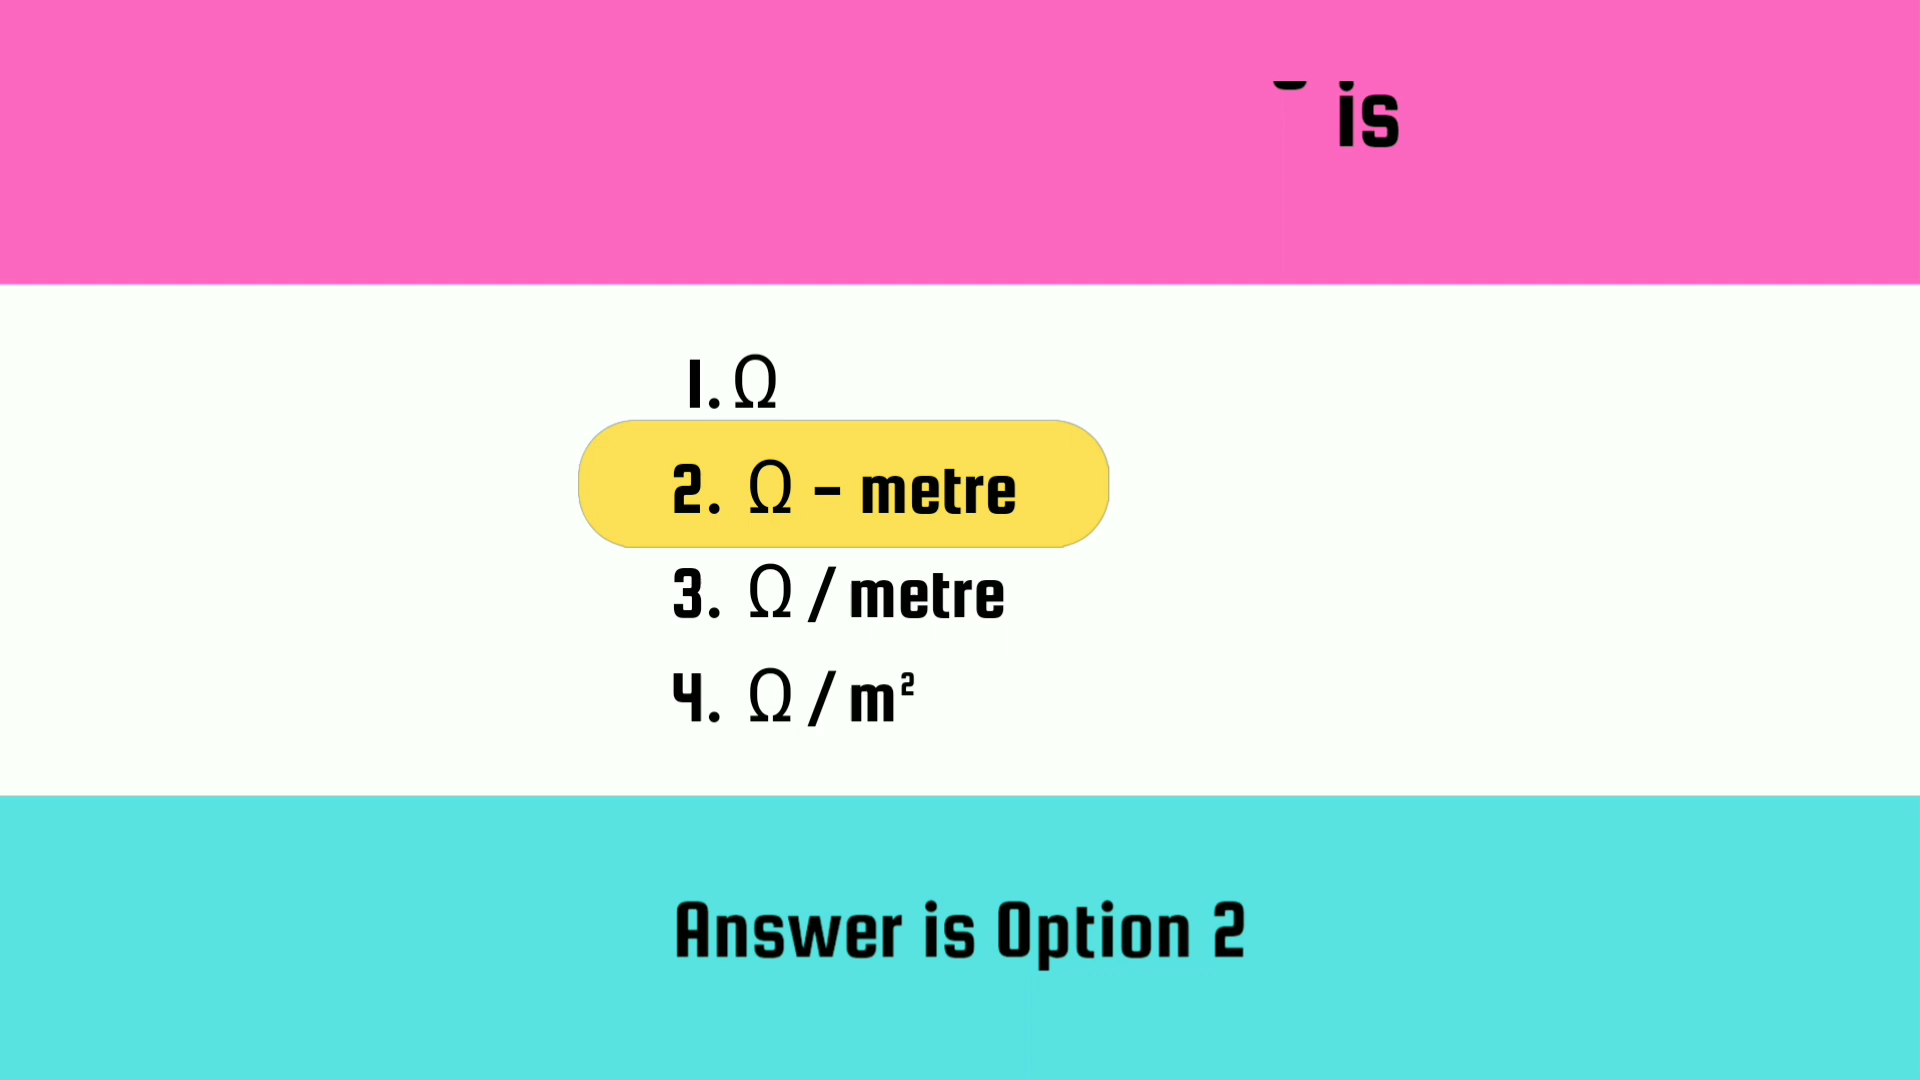 is
1. Ω
2. Ω - metre
3. Ω / metre
4. Ω / m²
Answer is Option 2